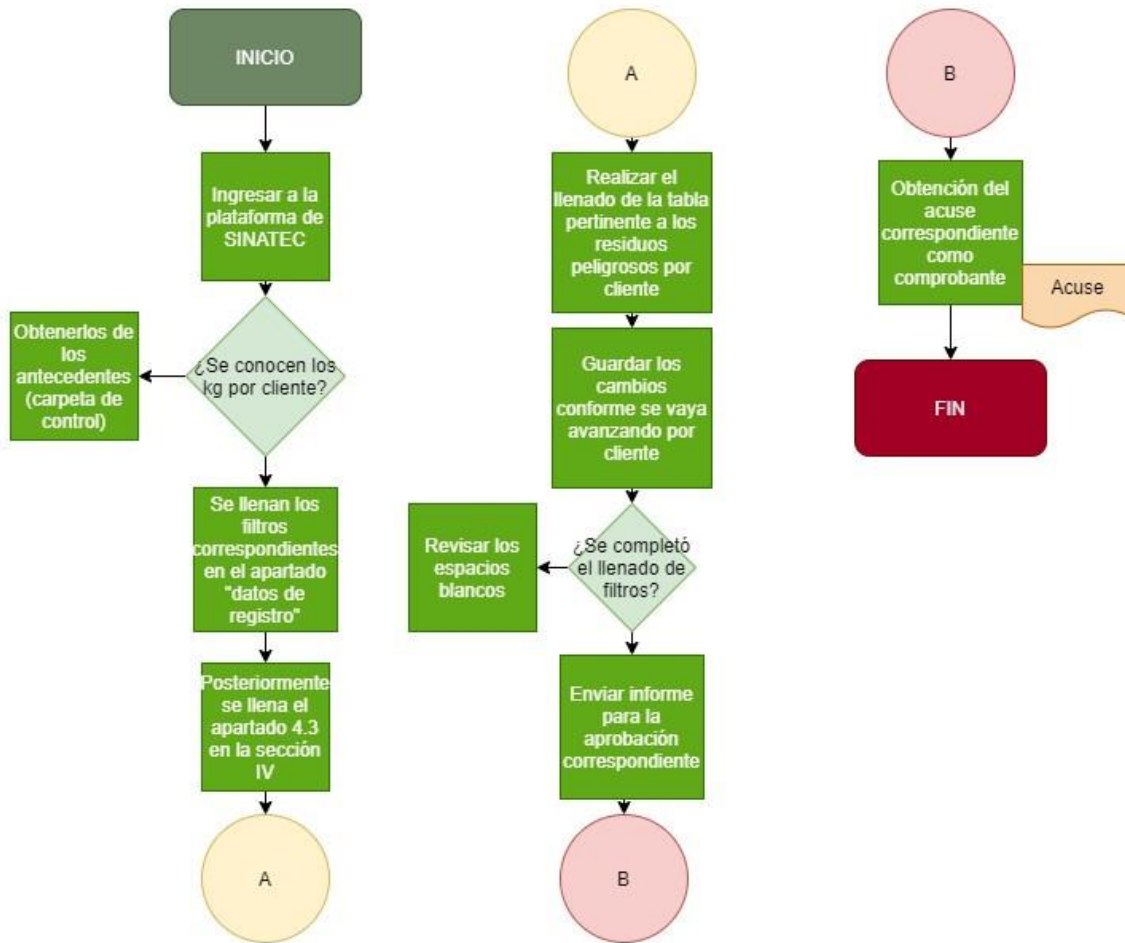 INICIO
Ingresar a la
plataforma de
SINATEC
¿Se conocen los
kg por cliente?
Obtenerlos de
los
antecedentes
(carpeta de
control)
Se llenan los
filtros
correspondientes
en el apartado
"datos de
registro"
Posteriormente
se llena el
apartado 4.3
en la sección
IV
A
A
Realizar el
llenado de la tabla
pertinente a los
residuos
peligrosos por
cliente
Guardar los
cambios
conforme se vaya
avanzando por
cliente
¿Se completó
el llenado de
filtros?
Revisar los
espacios
blancos
Enviar informe
para la
aprobación
correspondiente
B
B
Obtención del
acuse
correspondiente
como
comprobante
Acuse
FIN